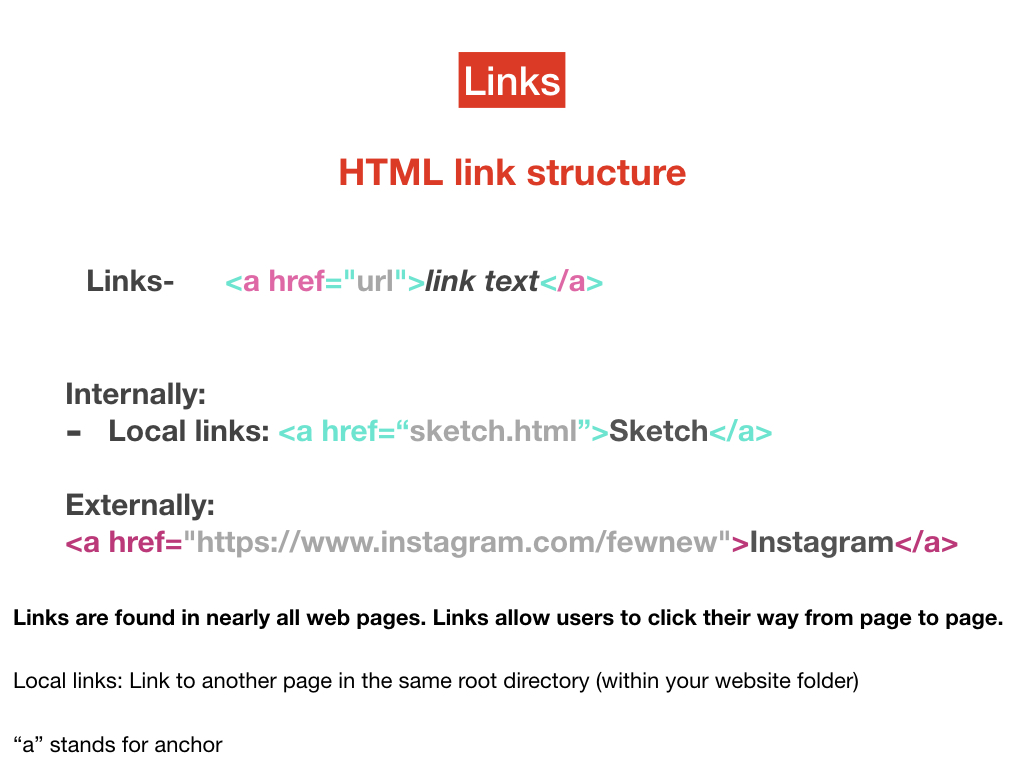 Links
HTML link structure
Links- <a href="url">link text</a>
Internally:
- Local links: <a href=“sketch.html”>Sketch</a>
Externally:
<a href="https://www.instagram.com/fewnew">Instagram</a>
Links are found in nearly all web pages. Links allow users to click their way from page to page.
Local links: Link to another page in the same root directory (within your website folder)
“a” stands for anchor